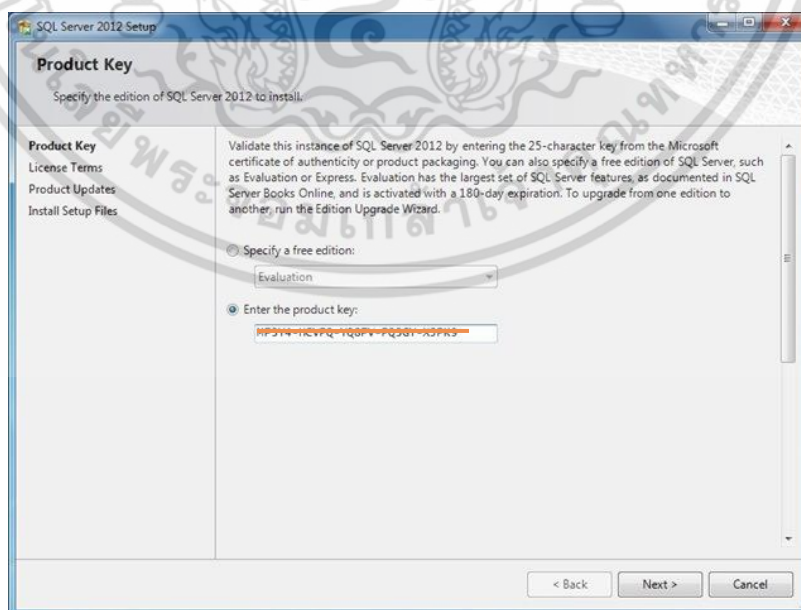 SQL Server 2012 Setup
Product Key
Specify the edition of SQL Server 2012 to install.
Product Key
License Terms
Product Updates
Install Setup Files
Validate this instance of SQL Server 2012 by entering the 25-character key from the Microsoft
certificate of authenticity or product packaging. You can also specify a free edition of SQL Server, such
as Evaluation or Express. Evaluation has the largest set of SQL Server features, as documented in SQL
Server Books Online, and is activated with a 180-day expiration. To upgrade from one edition to
another, run the Edition Upgrade Wizard.
Specify a free edition:
Evaluation
Enter the product key:
< Back
Next >
Cancel